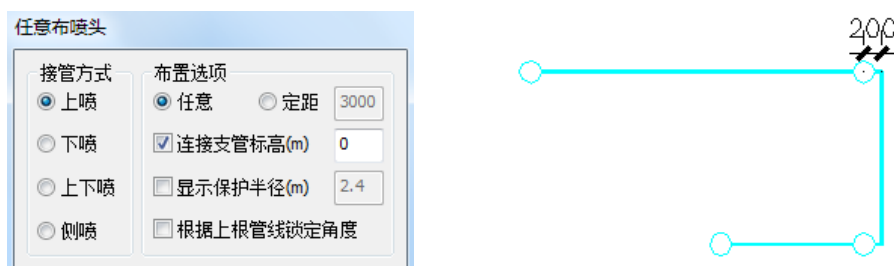 任意布喷头
接管方式
上喷
下喷
上下喷
侧喷
布置选项
任意 定距 3000
连接支管标高(m) 0
显示保护半径(m) 2.4
根据上根管线锁定角度
200